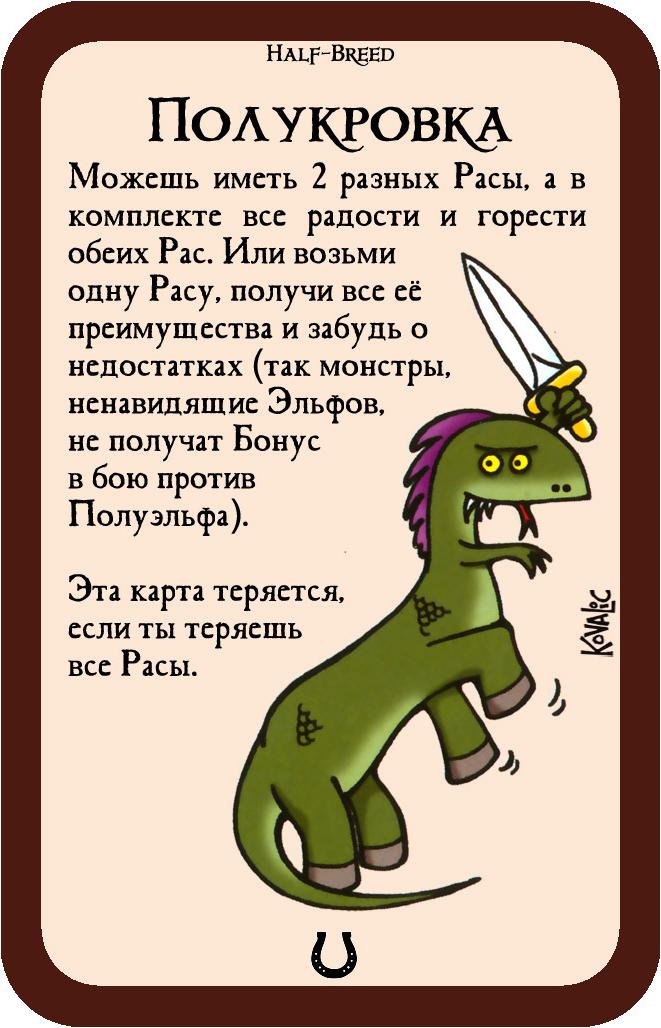 Half-Breed
Полукровка
Можешь иметь 2 разных Расы, а в
комплекте все радости и горести
обеих Рас. Или возьми
одну Расу, получи все её
преимущества и забудь о
недостатках (так монстры,
ненавидящие Эльфов,
не получат Бонус
в бою против
Полуэльфа).
Эта карта теряется,
если ты теряешь
все Расы.
Kovalic